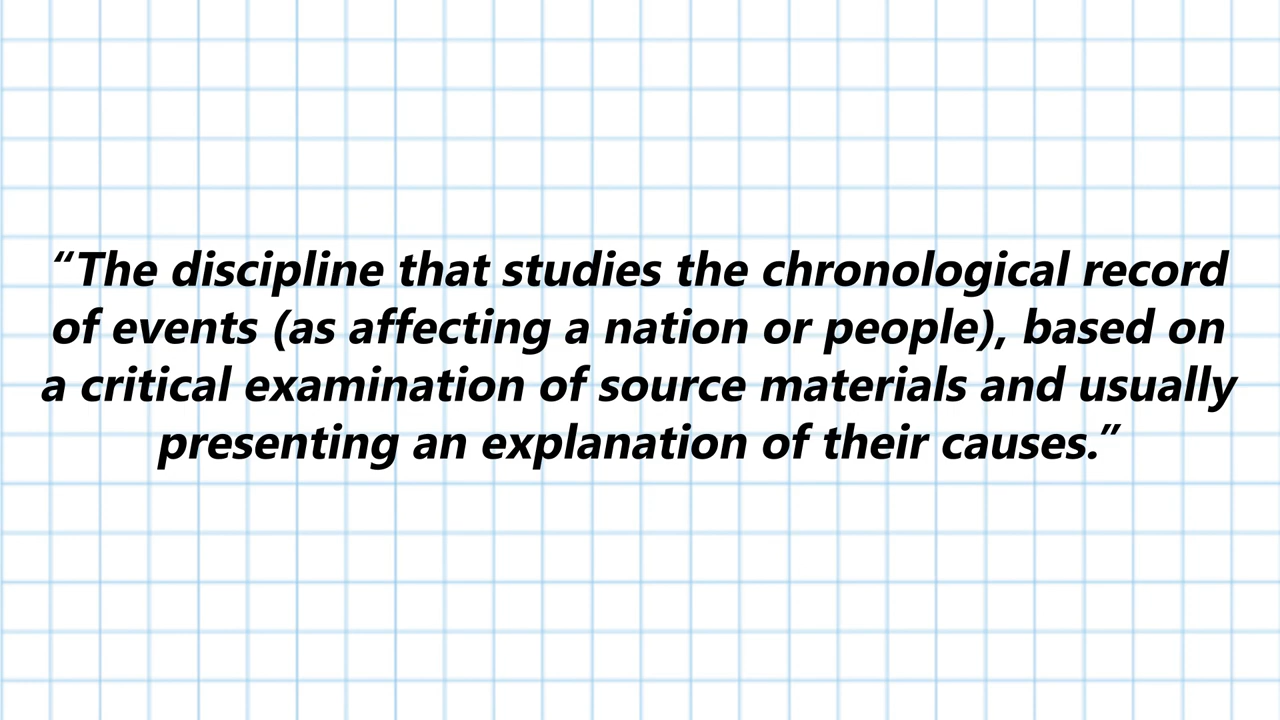 “The discipline that studies the chronological record
of events (as affecting a nation or people), based on
a critical examination of source materials and usually
presenting an explanation of their causes.”